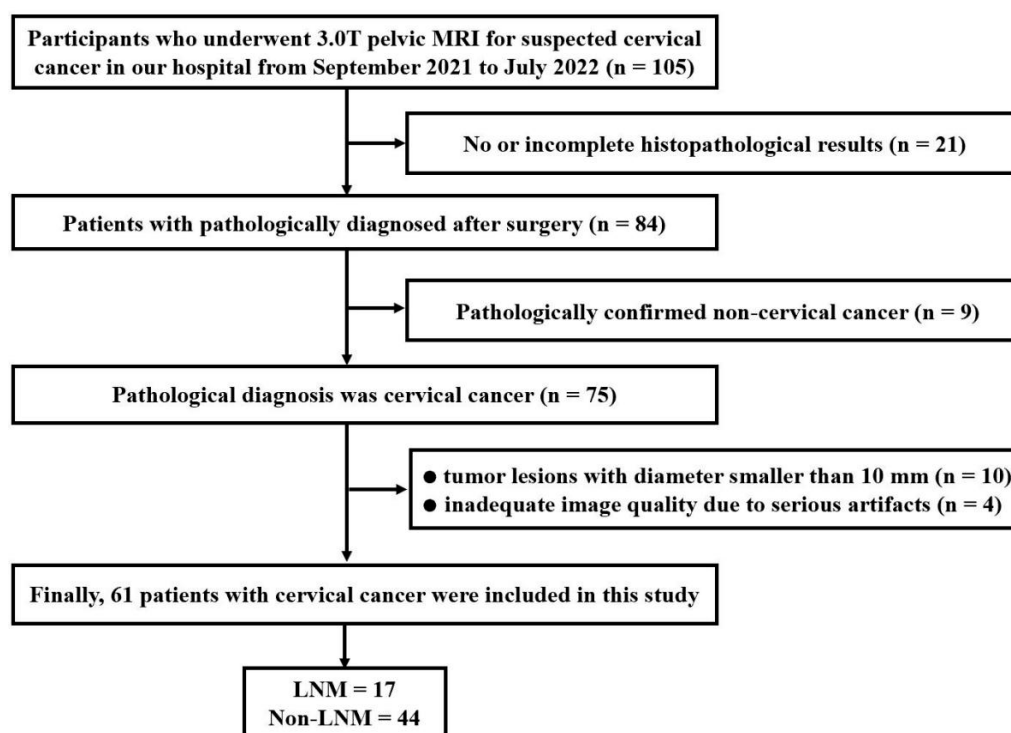 Participants who underwent 3.0T pelvic MRI for suspected cervical
cancer in our hospital from September 2021 to July 2022 (n = 105)
No or incomplete histopathological results (n = 21)
Patients with pathologically diagnosed after surgery (n = 84)
Pathologically confirmed non-cervical cancer (n = 9)
Pathological diagnosis was cervical cancer (n = 75)
● tumor lesions with diameter smaller than 10 mm (n = 10)
● inadequate image quality due to serious artifacts (n = 4)
Finally, 61 patients with cervical cancer were included in this study
LNM = 17
Non-LNM = 44